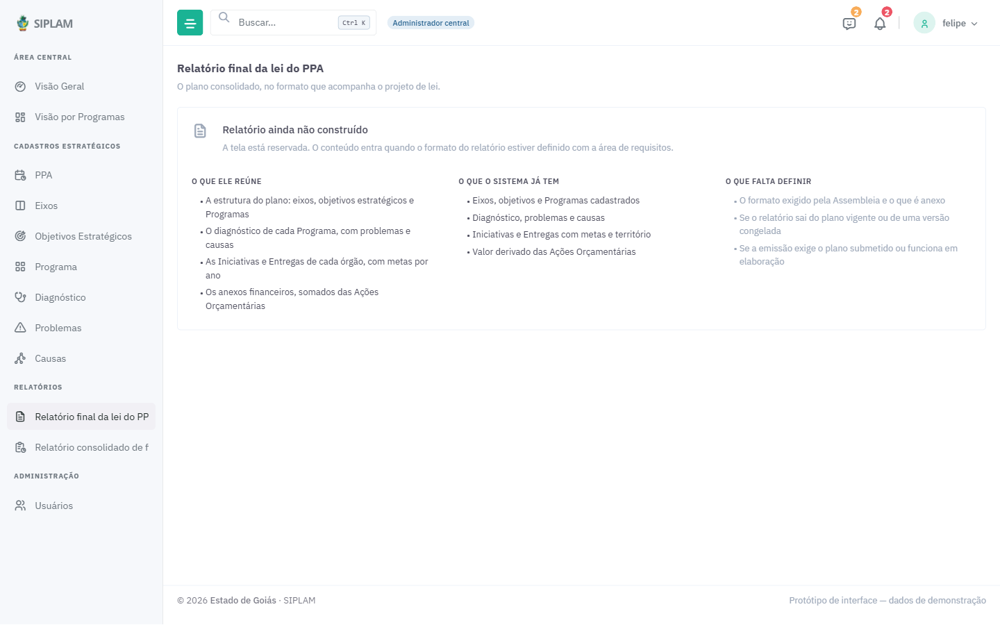 SIPLAM
ÁREA CENTRAL
Visão Geral
Visão por Programas
CADASTROS ESTRATÉGICOS
PPA
Eixos
Objetivos Estratégicos
Programa
Diagnóstico
Problemas
Causas
RELATÓRIOS
Relatório final da lei do PP
Relatório consolidado de f
ADMINISTRAÇÃO
Usuários
Buscar...
Ctrl K
Administrador central
2
2
felipe
Relatório final da lei do PPA
O plano consolidado, no formato que acompanha o projeto de lei.
Relatório ainda não construído
A tela está reservada. O conteúdo entra quando o formato do relatório estiver definido com a área de requisitos.
O QUE ELE REÚNE
• A estrutura do plano: eixos, objetivos estratégicos e
Programas
• O diagnóstico de cada Programa, com problemas e
causas
• As Iniciativas e Entregas de cada órgão, com metas por
ano
• Os anexos financeiros, somados das Ações
Orçamentárias
O QUE O SISTEMA JÁ TEM
• Eixos, objetivos e Programas cadastrados
• Diagnóstico, problemas e causas
• Iniciativas e Entregas com metas e território
• Valor derivado das Ações Orçamentárias
O QUE FALTA DEFINIR
• O formato exigido pela Assembleia e o que é anexo
• Se o relatório sai do plano vigente ou de uma versão
congelada
• Se a emissão exige o plano submetido ou funciona em
elaboração
© 2026 Estado de Goiás · SIPLAM
Protótipo de interface — dados de demonstração